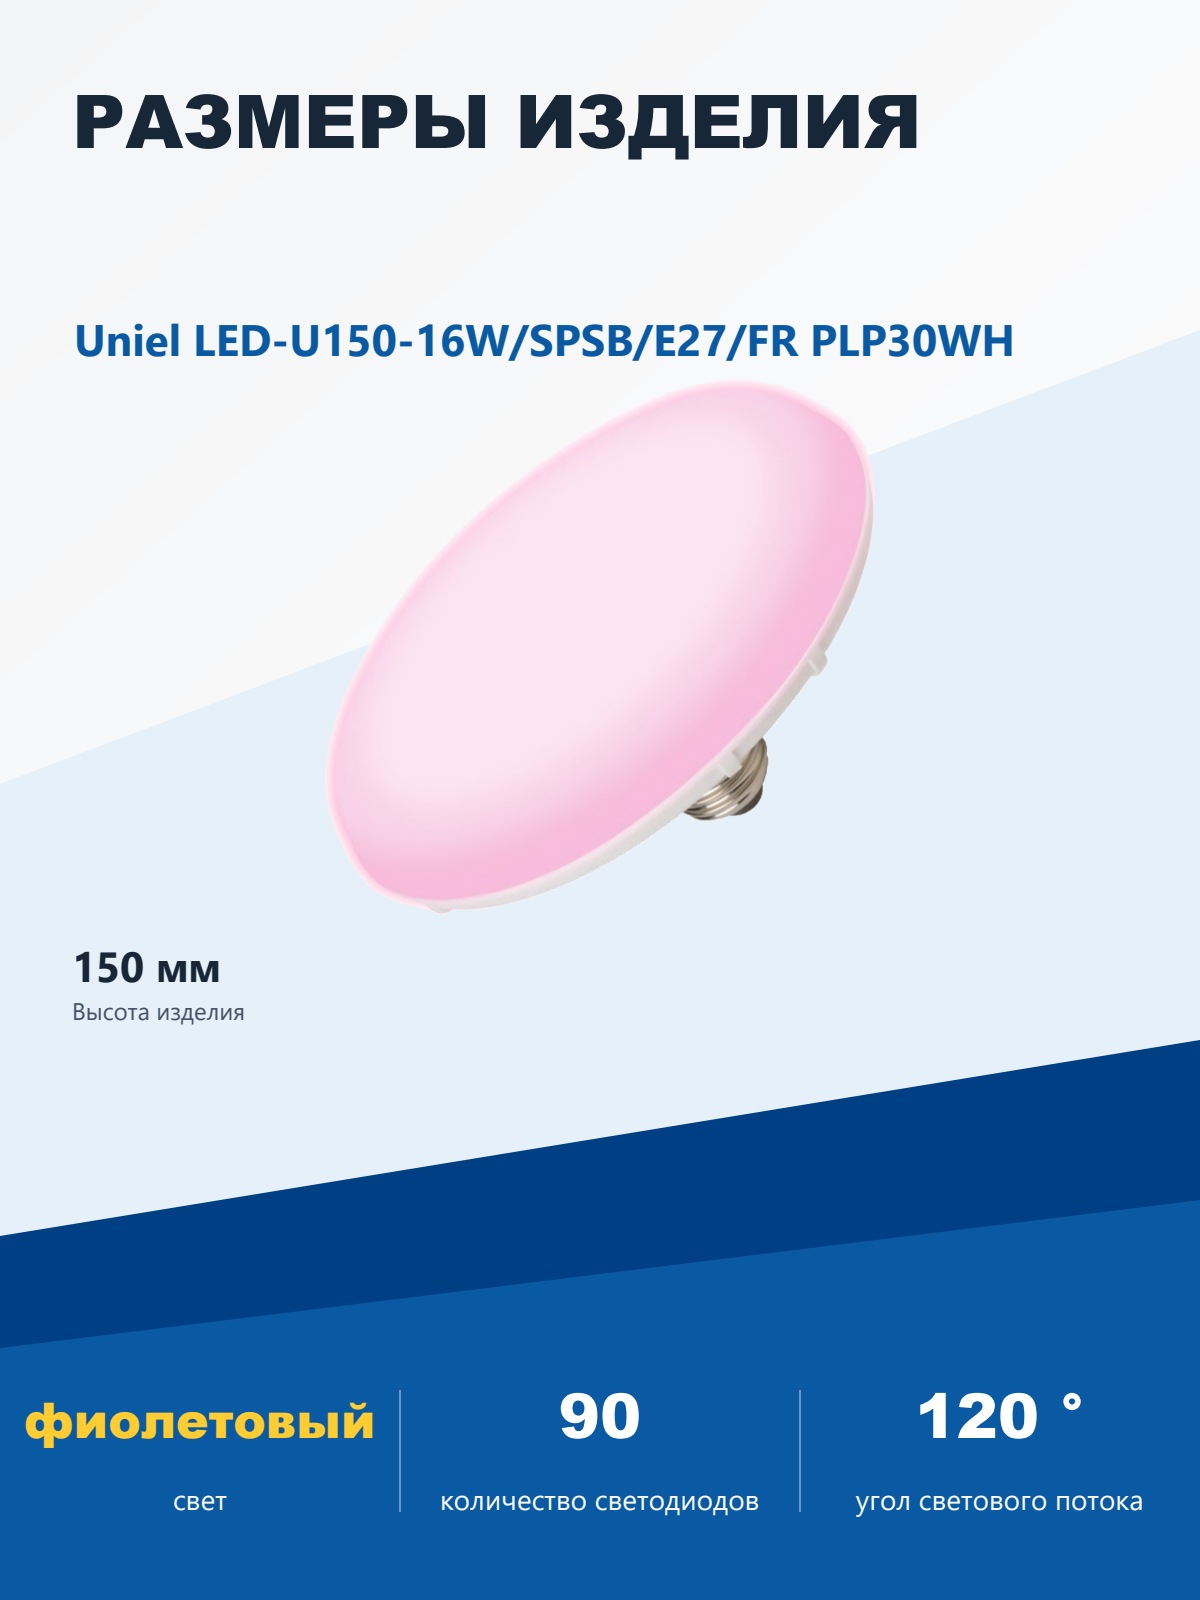 РАЗМЕРЫ ИЗДЕЛИЯ
Uniel LED-U150-16W/SPSB/E27/FR PLP30WH
150 мм
Высота изделия
фиолетовый
свет
90
количество светодиодов
120 °
угол светового потока